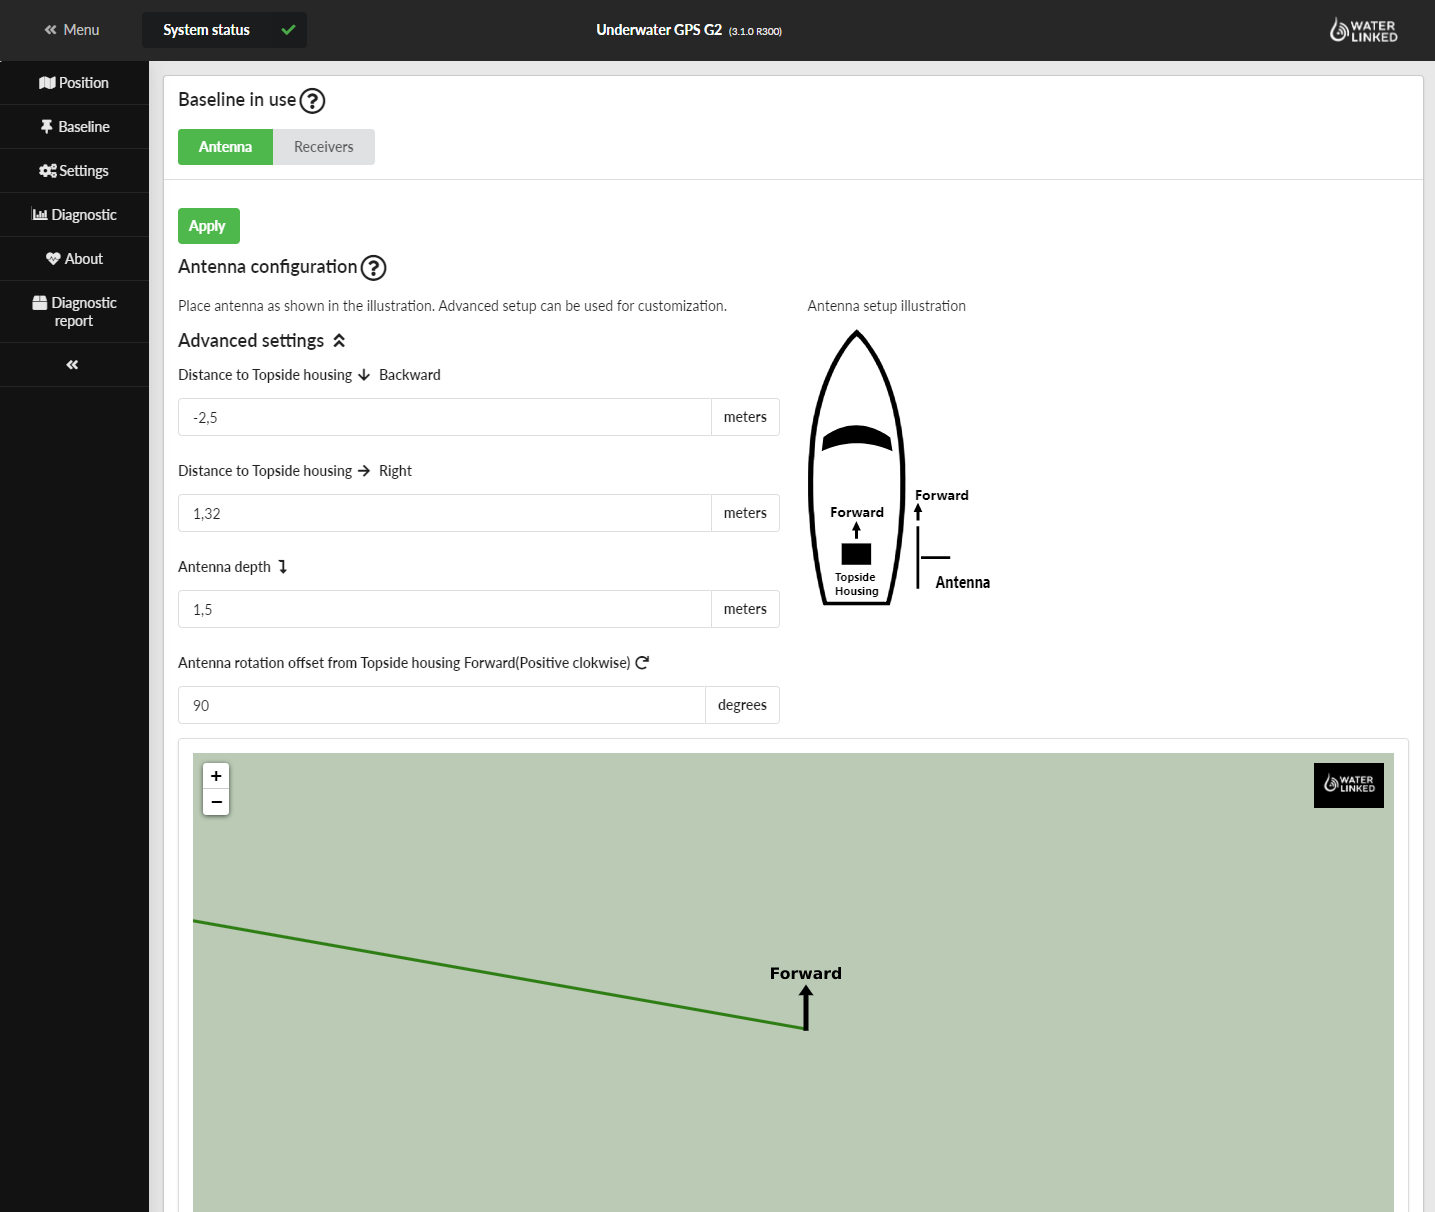 Menu
System status
Underwater GPS G2 (3.1.0 R300)
WATER
LINKED
Position
Baseline
Settings
Diagnostic
About
Diagnostic
report
Baseline in use
Antenna
Receivers
Apply
Antenna configuration
Place antenna as shown in the illustration. Advanced setup can be used for customization.
Antenna setup illustration
Advanced settings
Distance to Topside housing ↓ Backward
-2,5
meters
Distance to Topside housing → Right
1,32
meters
Antenna depth
1,5
meters
Antenna rotation offset from Topside housing Forward(Positive clokwise)
90
degrees
Forward
Forward
Topside
Housing
Antenna
+
−
WATER
LINKED
Forward